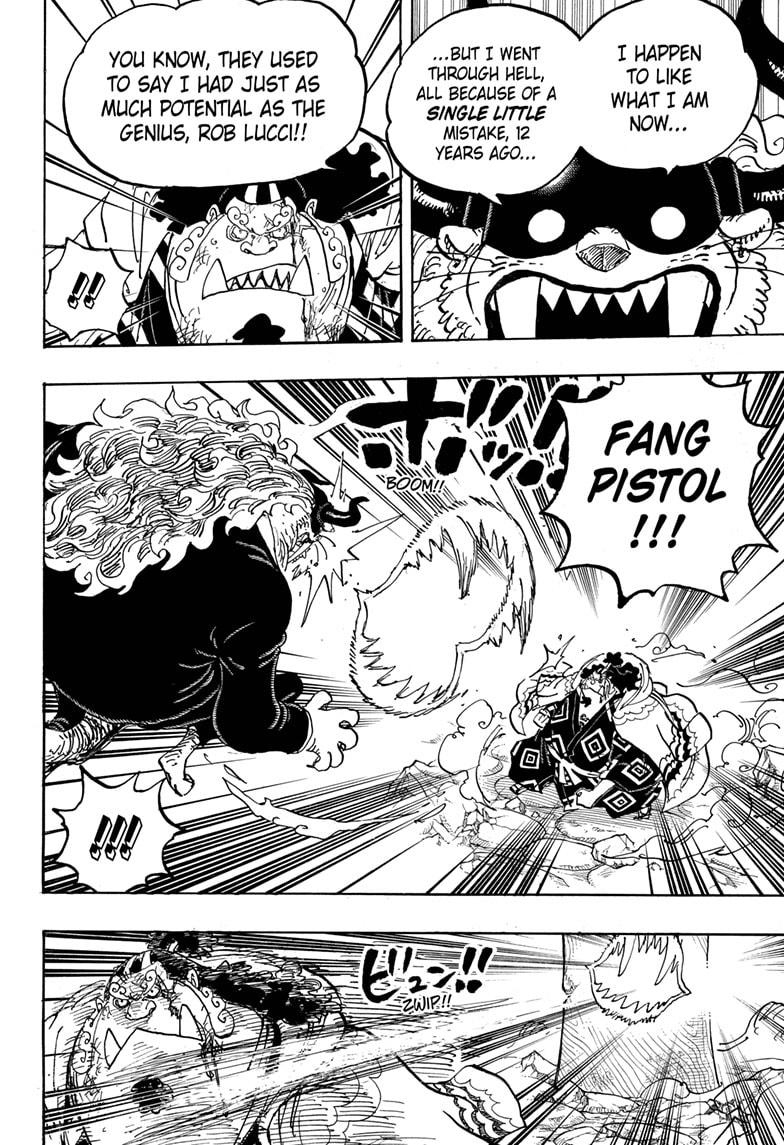 I HAPPEN
TO LIKE
WHAT I AM
NOW...
...BUT I WENT
THROUGH HELL,
ALL BECAUSE OF A
SINGLE LITTLE
MISTAKE, 12
YEARS AGO...
YOU KNOW, THEY USED
TO SAY I HAD JUST AS
MUCH POTENTIAL AS THE
GENIUS, ROB LUCCI!!
!!
FANG
PISTOL
!!!
ボッ!!
BOOM!!
!!!
ビュン!!
ZWIP!!